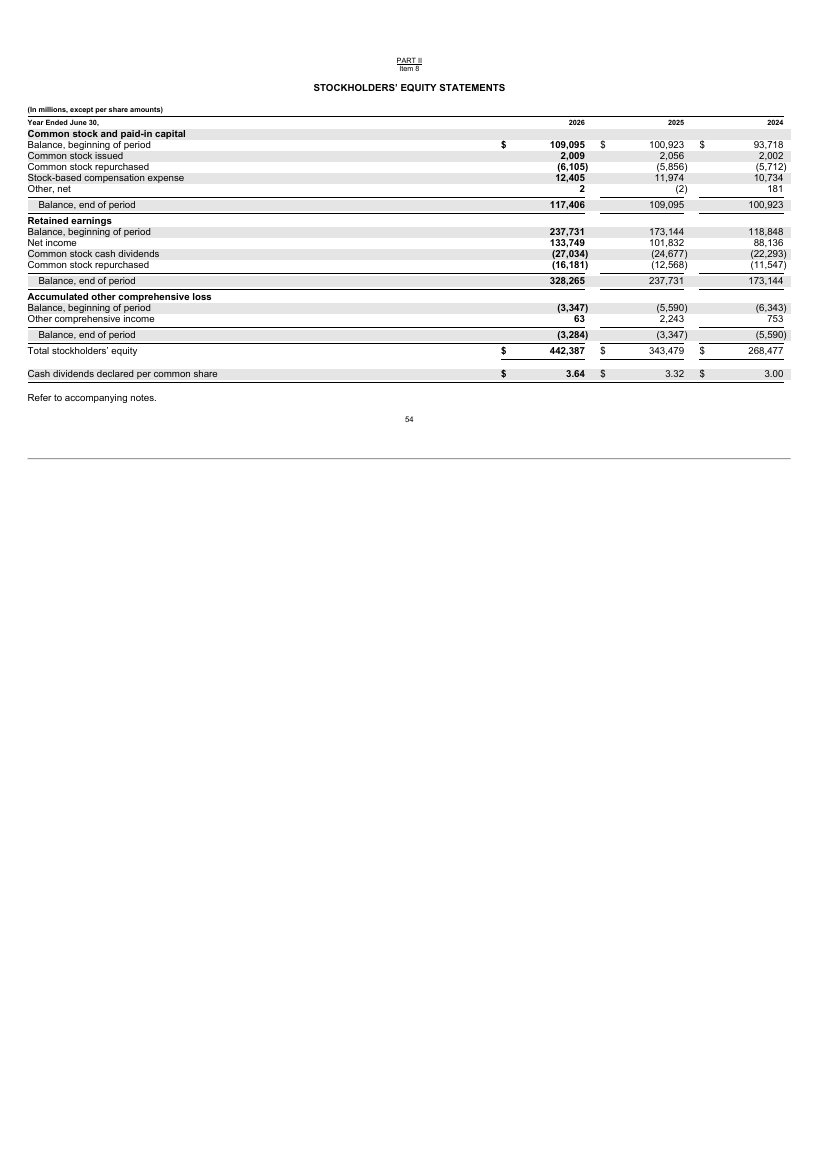 PART II
Item 8
STOCKHOLDERS’ EQUITY STATEMENTS
(In millions, except per share amounts)
Year Ended June 30, 2026 2025 2024
Common stock and paid-in capital
Balance, beginning of period $ 109,095 $ 100,923 $ 93,718
Common stock issued 2,009 2,056 2,002
Common stock repurchased (6,105) (5,856) (5,712)
Stock-based compensation expense 12,405 11,974 10,734
Other, net 2 (2) 181
Balance, end of period 117,406 109,095 100,923
Retained earnings
Balance, beginning of period 237,731 173,144 118,848
Net income 133,749 101,832 88,136
Common stock cash dividends (27,034) (24,677) (22,293)
Common stock repurchased (16,181) (12,568) (11,547)
Balance, end of period 328,265 237,731 173,144
Accumulated other comprehensive loss
Balance, beginning of period (3,347) (5,590) (6,343)
Other comprehensive income 63 2,243 753
Balance, end of period (3,284) (3,347) (5,590)
Total stockholders’ equity $ 442,387 $ 343,479 $ 268,477
Cash dividends declared per common share $ 3.64 $ 3.32 $ 3.00
Refer to accompanying notes.
54